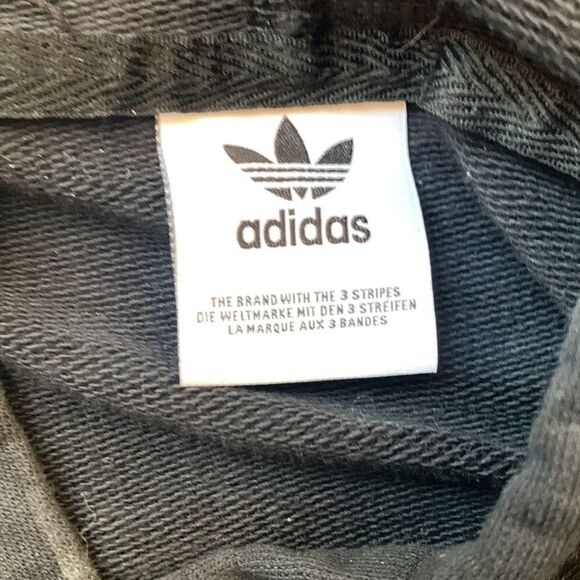 adidas
THE BRAND WITH THE 3 STRIPES
DIE WELTMARKE MIT DEN 3 STREIFEN
LA MARQUE AUX 3 BANDES